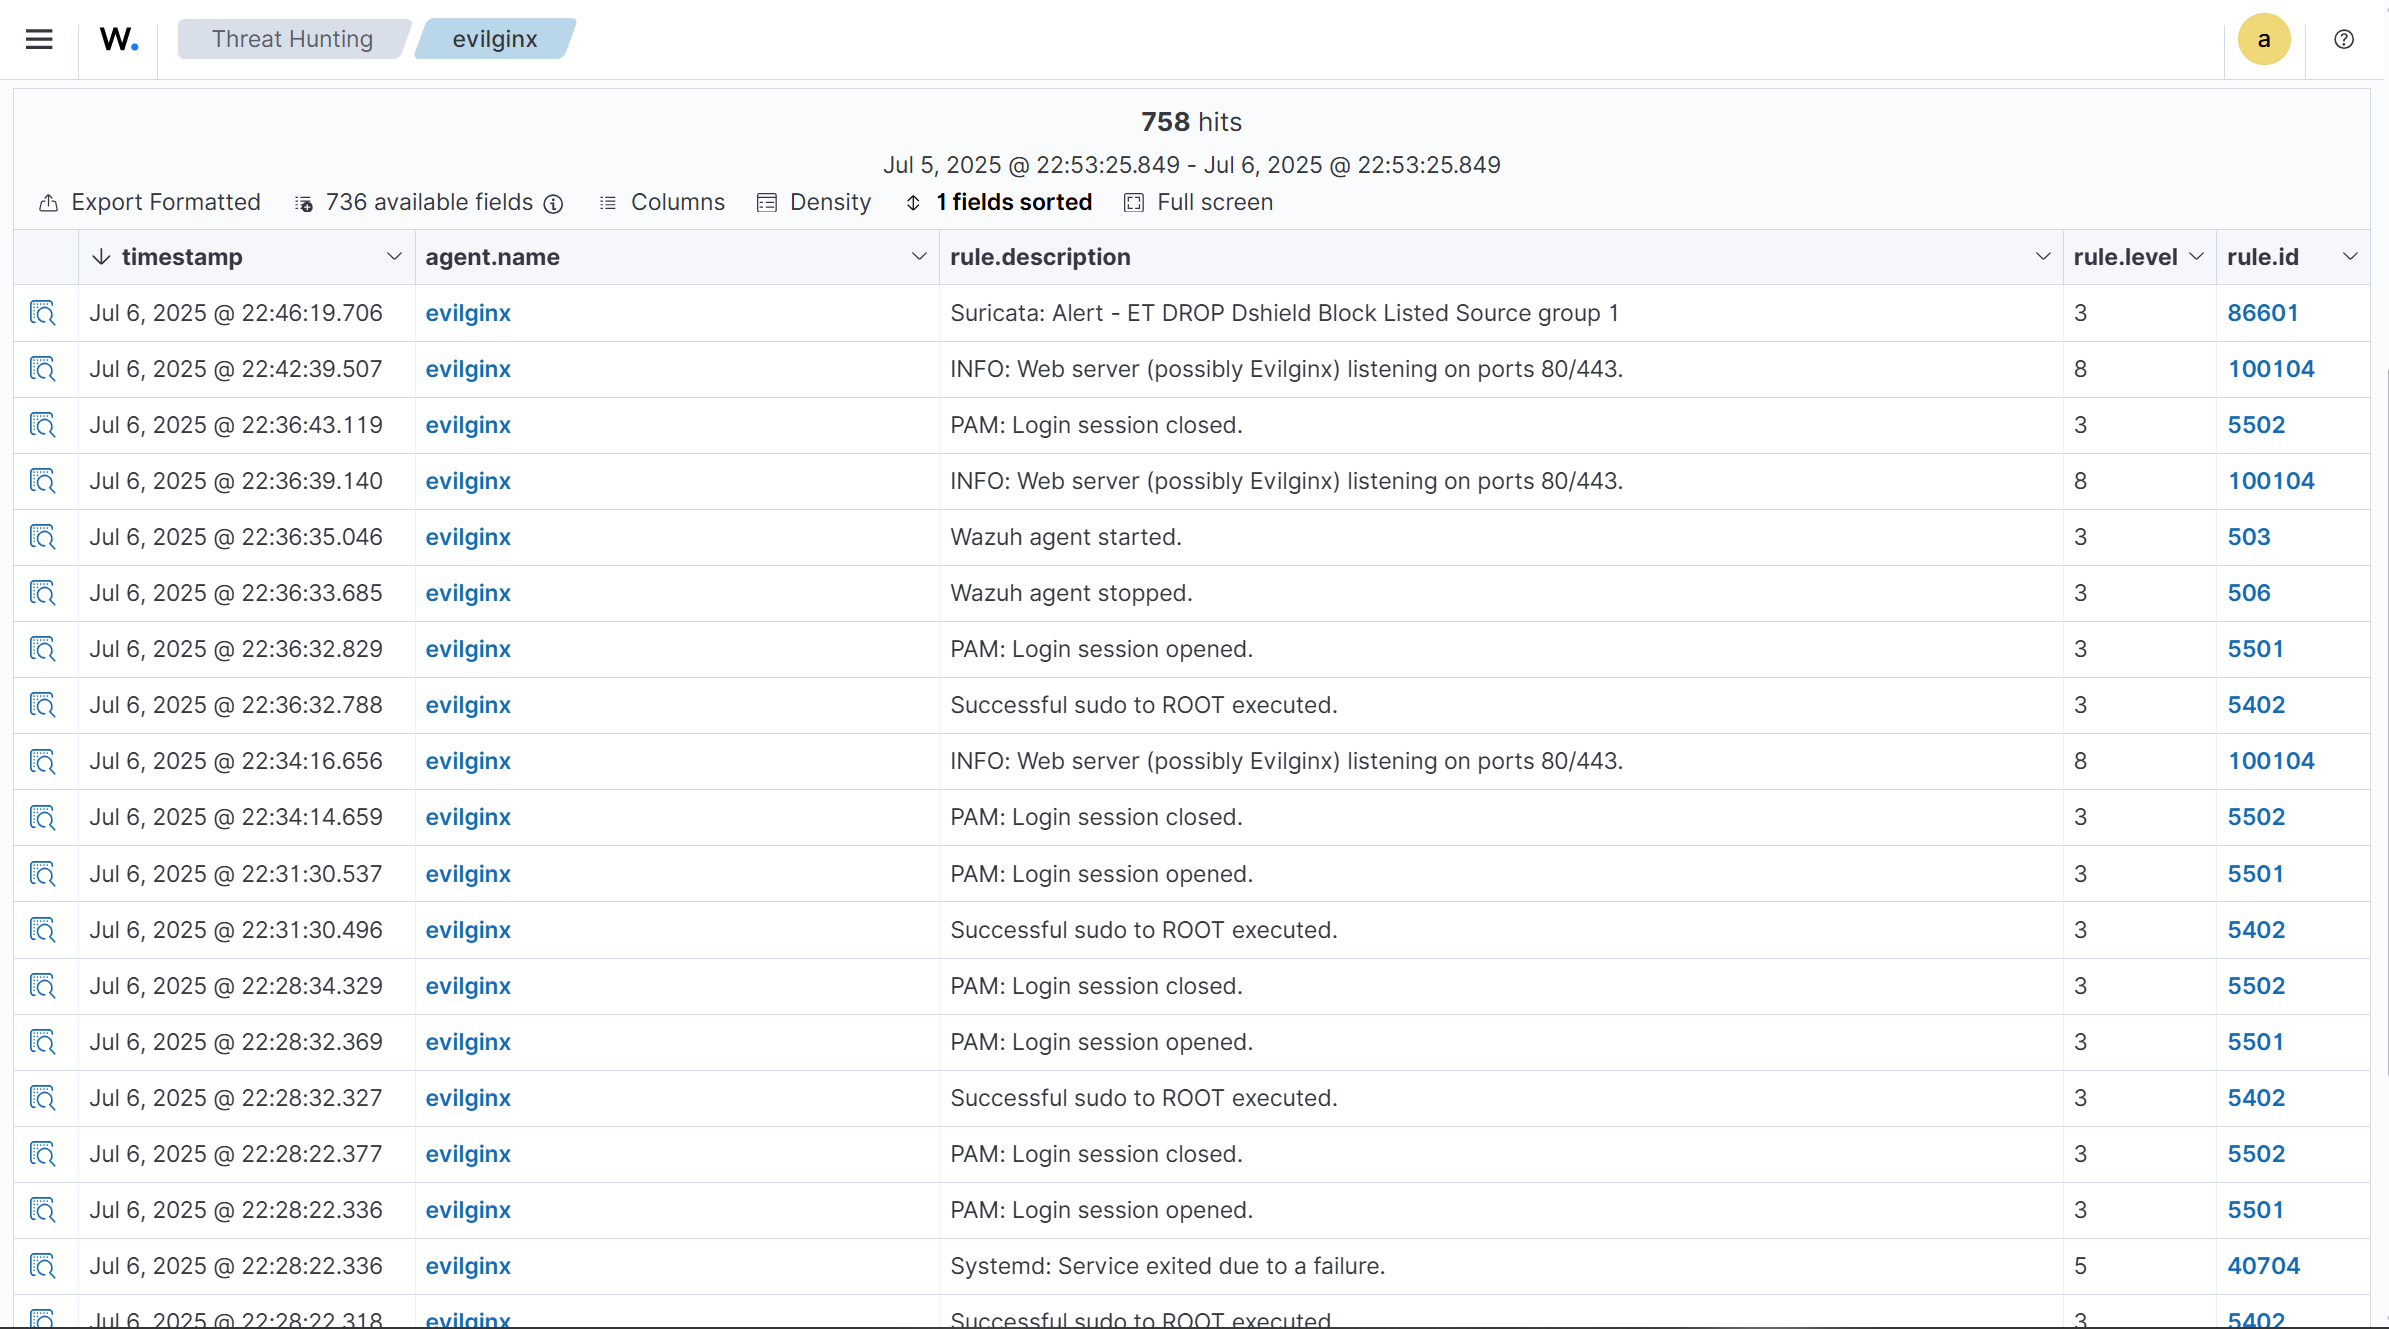 W. Threat Hunting evilginx a
758 hits
Jul 5, 2025 @ 22:53:25.849 - Jul 6, 2025 @ 22:53:25.849
Export Formatted 736 available fields Columns Density 1 fields sorted Full screen
timestamp agent.name rule.description rule.level rule.id
Jul 6, 2025 @ 22:46:19.706 evilginx Suricata: Alert - ET DROP Dshield Block Listed Source group 1 3 86601
Jul 6, 2025 @ 22:42:39.507 evilginx INFO: Web server (possibly Evilginx) listening on ports 80/443. 8 100104
Jul 6, 2025 @ 22:36:43.119 evilginx PAM: Login session closed. 3 5502
Jul 6, 2025 @ 22:36:39.140 evilginx INFO: Web server (possibly Evilginx) listening on ports 80/443. 8 100104
Jul 6, 2025 @ 22:36:35.046 evilginx Wazuh agent started. 3 503
Jul 6, 2025 @ 22:36:33.685 evilginx Wazuh agent stopped. 3 506
Jul 6, 2025 @ 22:36:32.829 evilginx PAM: Login session opened. 3 5501
Jul 6, 2025 @ 22:36:32.788 evilginx Successful sudo to ROOT executed. 3 5402
Jul 6, 2025 @ 22:34:16.656 evilginx INFO: Web server (possibly Evilginx) listening on ports 80/443. 8 100104
Jul 6, 2025 @ 22:34:14.659 evilginx PAM: Login session closed. 3 5502
Jul 6, 2025 @ 22:31:30.537 evilginx PAM: Login session opened. 3 5501
Jul 6, 2025 @ 22:31:30.496 evilginx Successful sudo to ROOT executed. 3 5402
Jul 6, 2025 @ 22:28:34.329 evilginx PAM: Login session closed. 3 5502
Jul 6, 2025 @ 22:28:32.369 evilginx PAM: Login session opened. 3 5501
Jul 6, 2025 @ 22:28:32.327 evilginx Successful sudo to ROOT executed. 3 5402
Jul 6, 2025 @ 22:28:22.377 evilginx PAM: Login session closed. 3 5502
Jul 6, 2025 @ 22:28:22.336 evilginx PAM: Login session opened. 3 5501
Jul 6, 2025 @ 22:28:22.336 evilginx Systemd: Service exited due to a failure. 5 40704
Jul 6, 2025 @ 22:28:22.318 evilginx Successful sudo to ROOT executed 3 5402